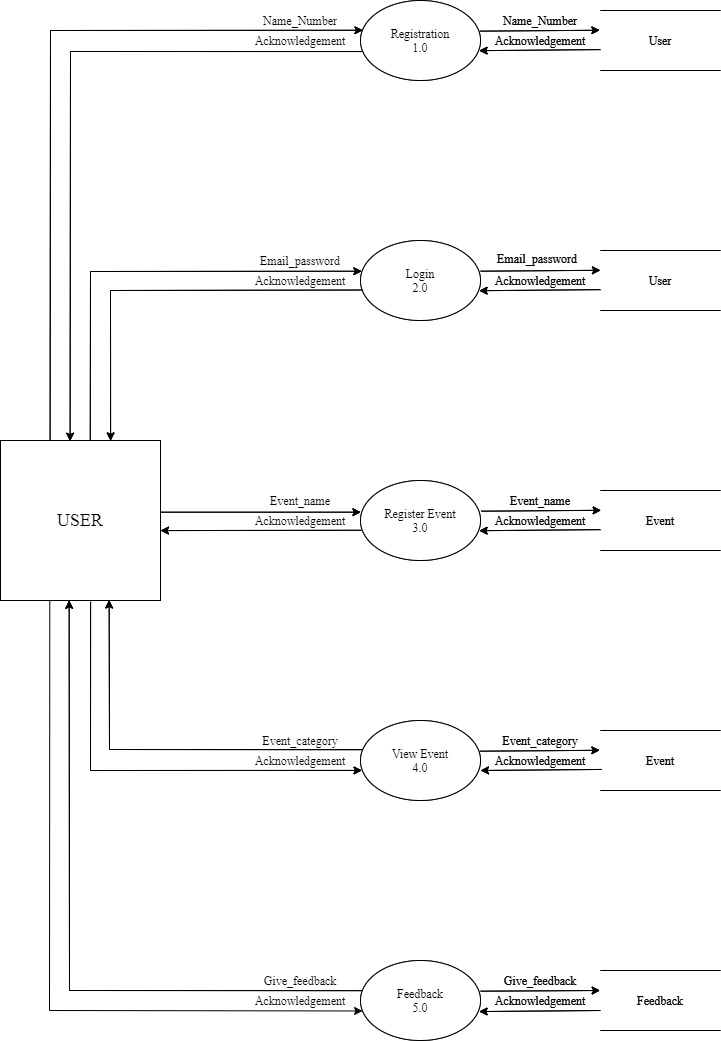 Name_Number
Acknowledgement
Registration
1.0
Name_Number
Acknowledgement
User
Email_password
Acknowledgement
Login
2.0
Email_password
Acknowledgement
User
USER
Event_name
Acknowledgement
Register Event
3.0
Event_name
Acknowledgement
Event
Event_category
Acknowledgement
View Event
4.0
Event_category
Acknowledgement
Event
Give_feedback
Acknowledgement
Feedback
5.0
Give_feedback
Acknowledgement
Feedback